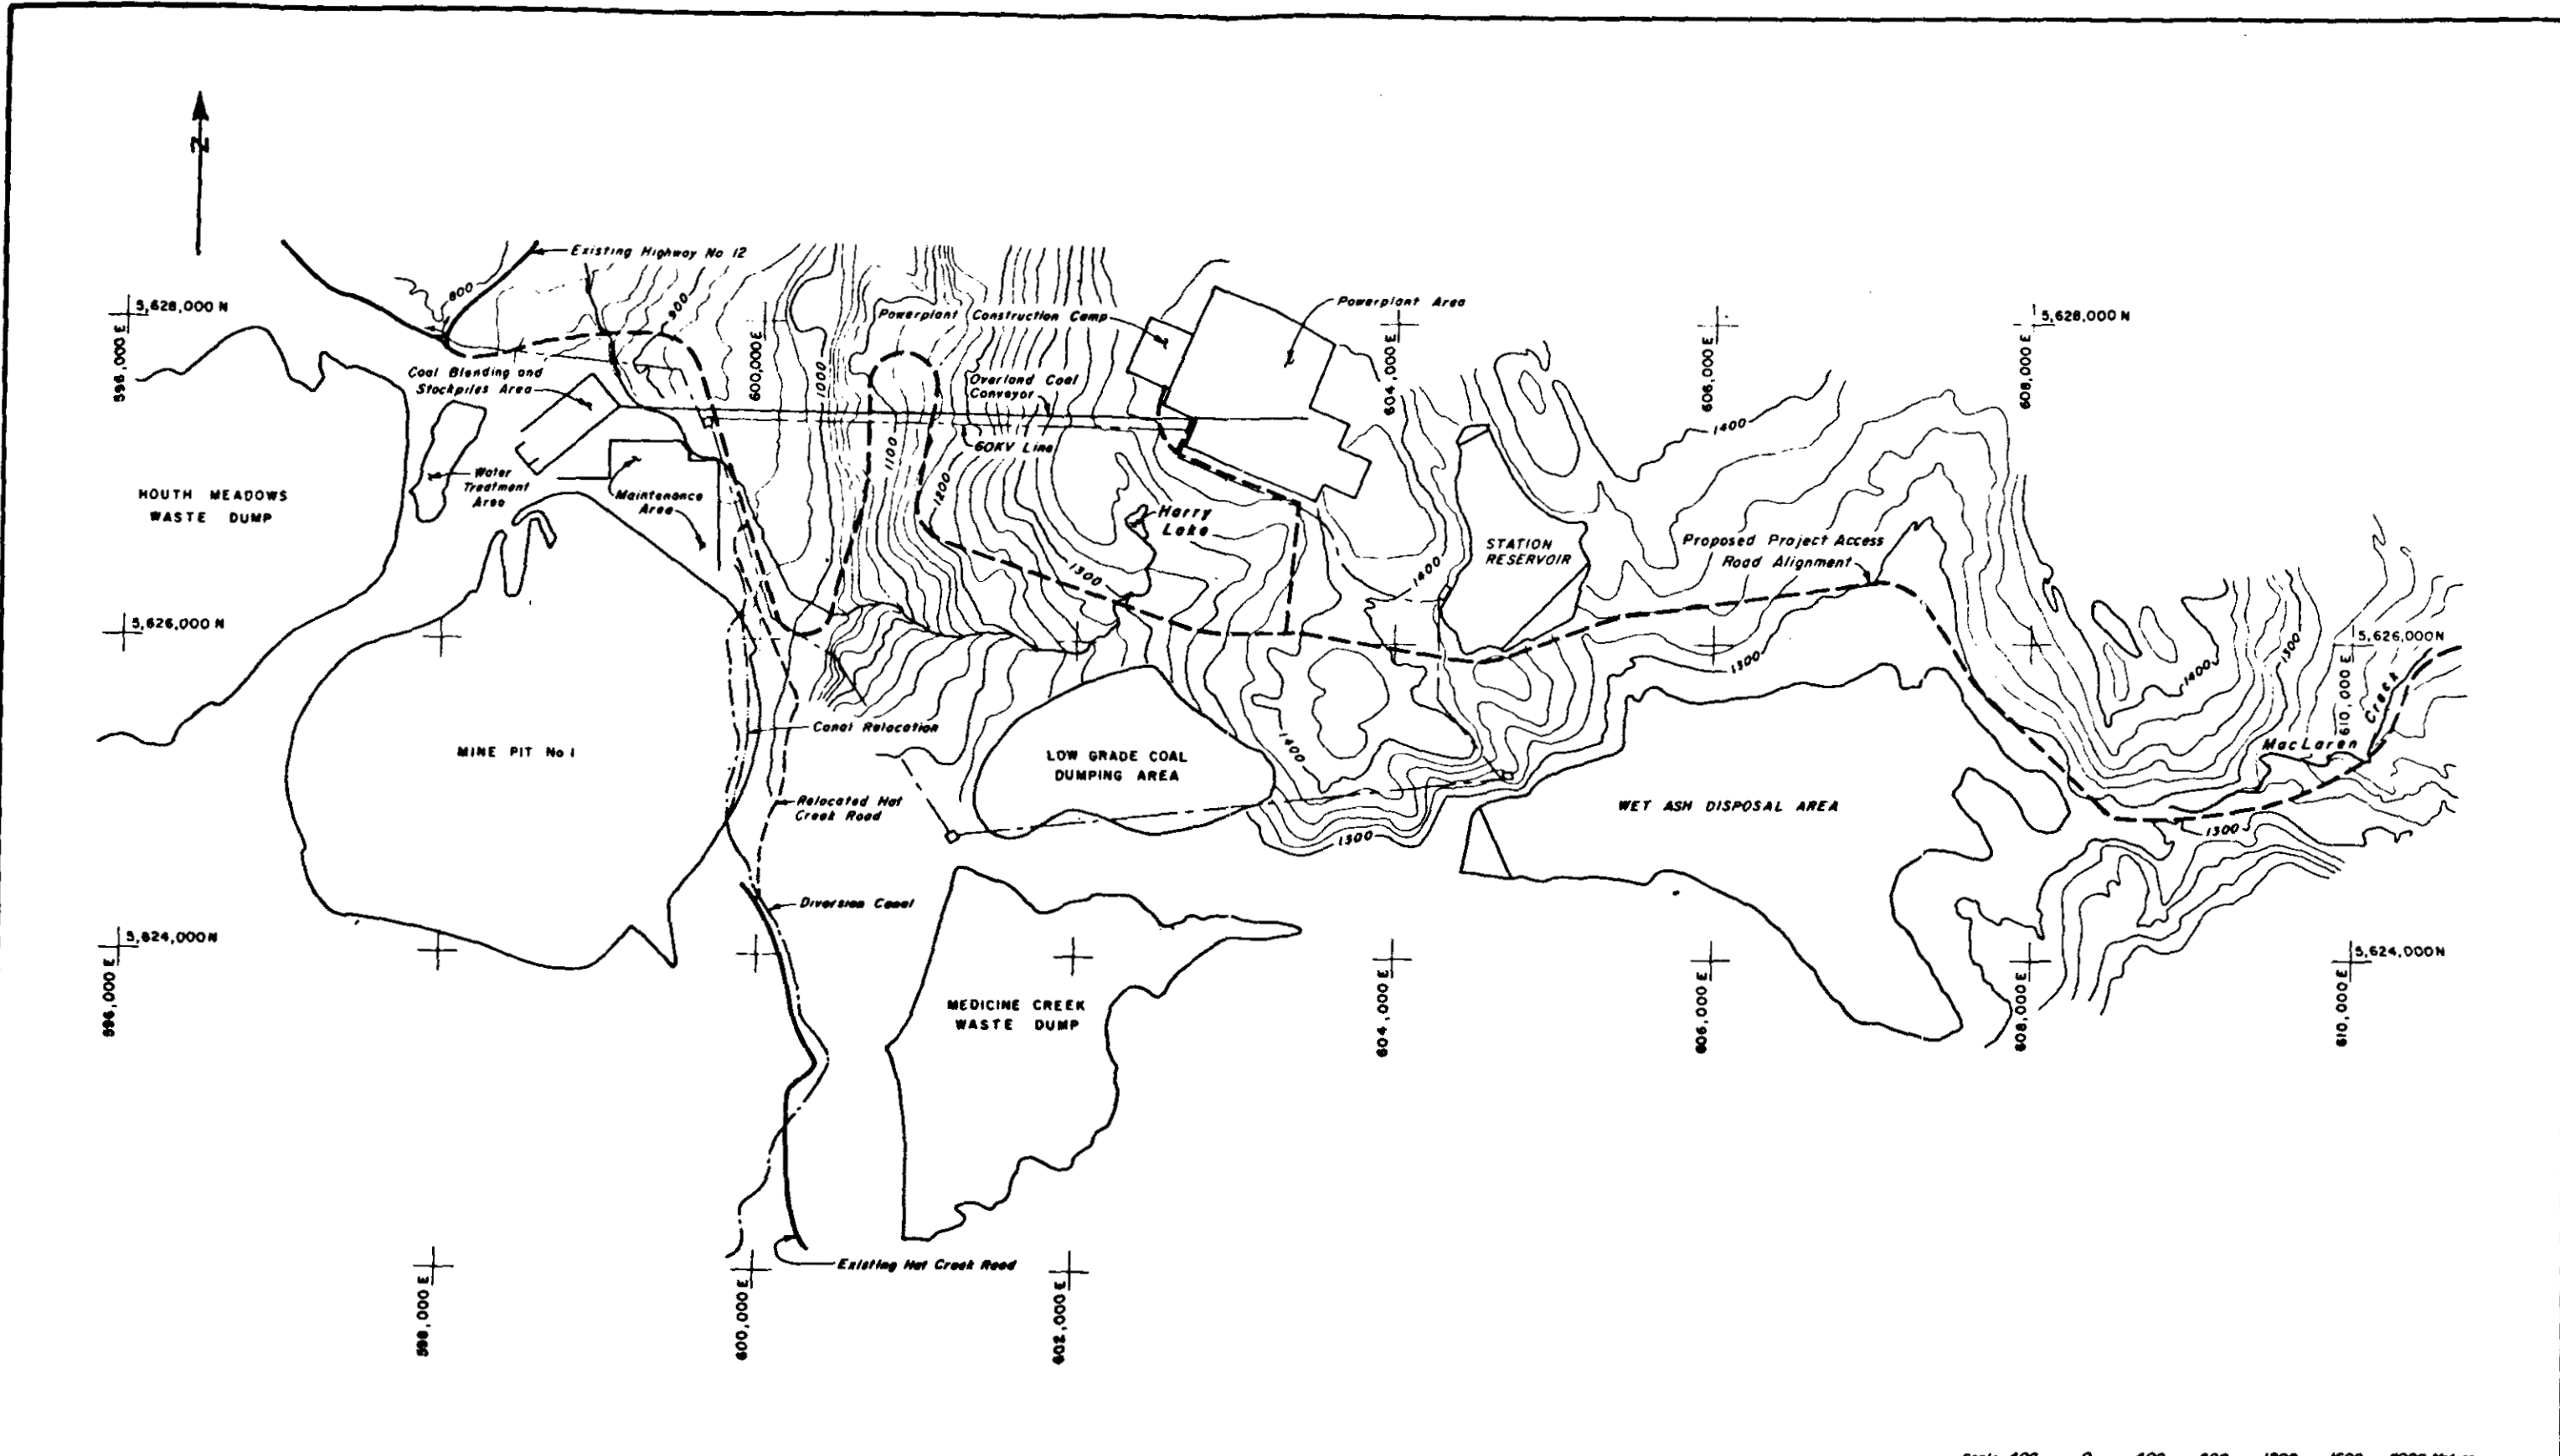 N
Existing Highway No 12
800
900
5,628,000 N
596,000 E
600,000 E
1000
Powerplant Construction Camp
Powerplant Area
604,000 E
606,000 E
608,000 E
5,628,000 N
Coal Blending and
Stockpiles Area
Overland Coal
Conveyor
60KV Line
1100
1200
1400
Water
Treatment
Area
Maintenance
Area
HOUTH MEADOWS
WASTE DUMP
Harry
Lake
STATION
RESERVOIR
Proposed Project Access
Road Alignment
1300
1400
5,626,000 N
5,626,000 N
1300
1400
1300
610,000 E
MacLaren
Creek
Canal Relocation
MINE PIT No 1
LOW GRADE COAL
DUMPING AREA
1400
Relocated Hat
Creek Road
WET ASH DISPOSAL AREA
1300
1300
Diversion Canal
5,624,000 N
5,624,000 N
596,000 E
MEDICINE CREEK
WASTE DUMP
604,000 E
606,000 E
608,000 E
610,000 E
Existing Hat Creek Road
598,000 E
600,000 E
602,000 E